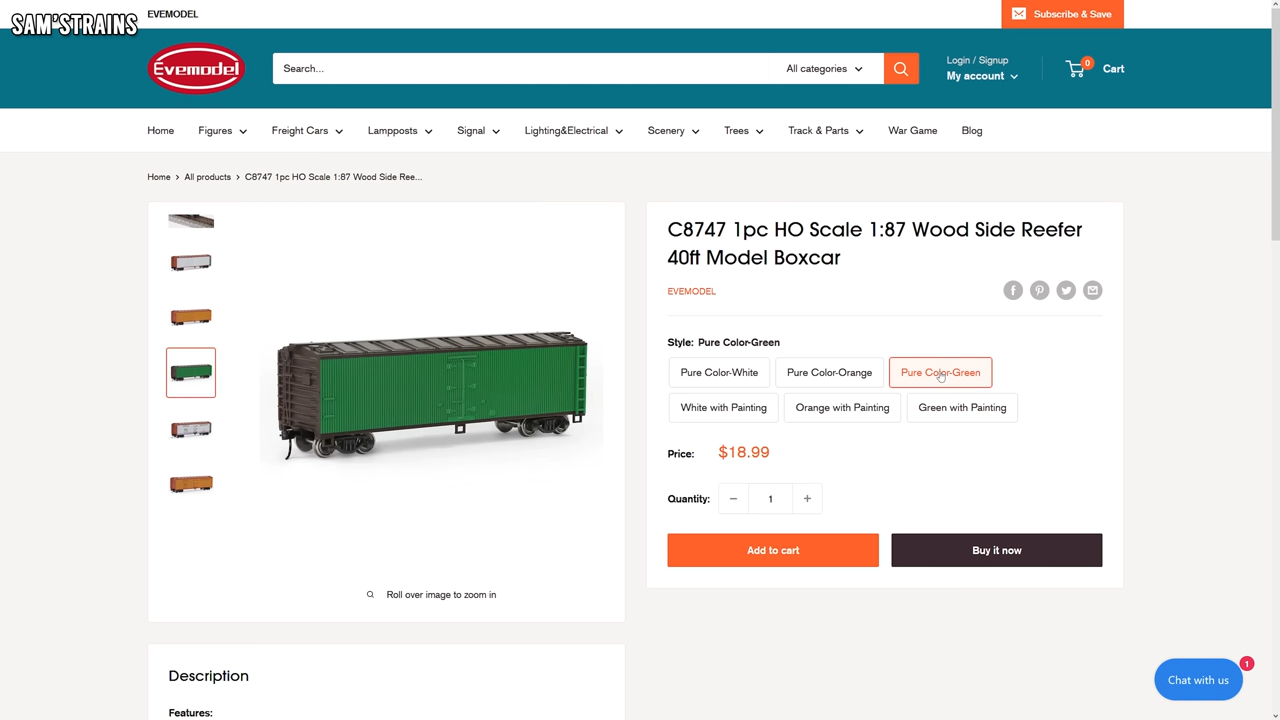 SAM'STRAINS
EVEMODEL
Subscribe & Save
Evemodel
Search...
All categories
Login / Signup
My account
0
Cart
Home
Figures
Freight Cars
Lampposts
Signal
Lighting&Electrical
Scenery
Trees
Track & Parts
War Game
Blog
Home > All products > C8747 1pc HO Scale 1:87 Wood Side Ree...
C8747 1pc HO Scale 1:87 Wood Side Reefer
40ft Model Boxcar
EVEMODEL
Style: Pure Color-Green
Pure Color-White
Pure Color-Orange
Pure Color-Green
White with Painting
Orange with Painting
Green with Painting
Price: $18.99
Quantity: − 1 +
Add to cart
Buy it now
Roll over image to zoom in
Description
Features:
Chat with us
1